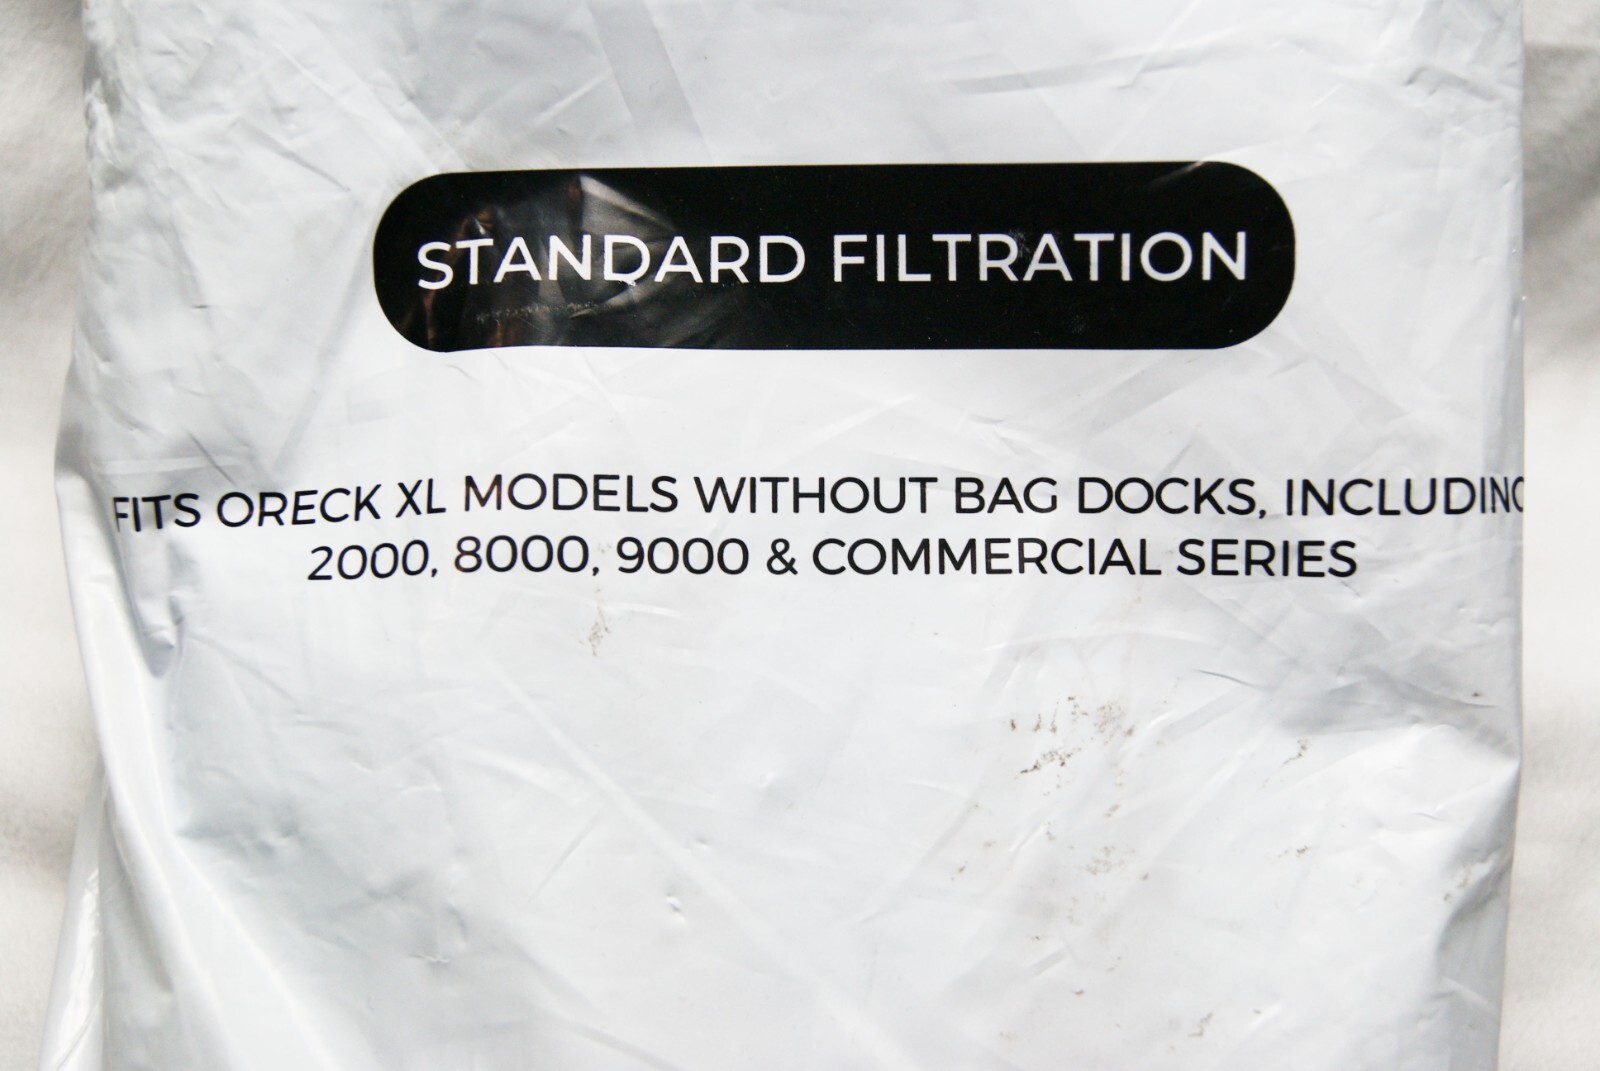 STANDARD FILTRATION
FITS ORECK XL MODELS WITHOUT BAG DOCKS, INCLUDING
2000, 8000, 9000 & COMMERCIAL SERIES